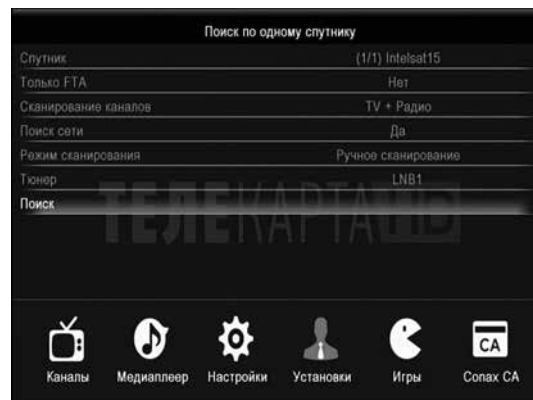 Поиск по одному спутнику
Спутник (1/1) Intelsat15
Только FTA Нет
Сканирование каналов TV + Радио
Поиск сети Да
Режим сканирования Ручное сканирование
Тюнер LNB1
Поиск
ТЕЛЕКАРТА HD
Каналы Медиаплеер Настройки Установки Игры CA Conax CA